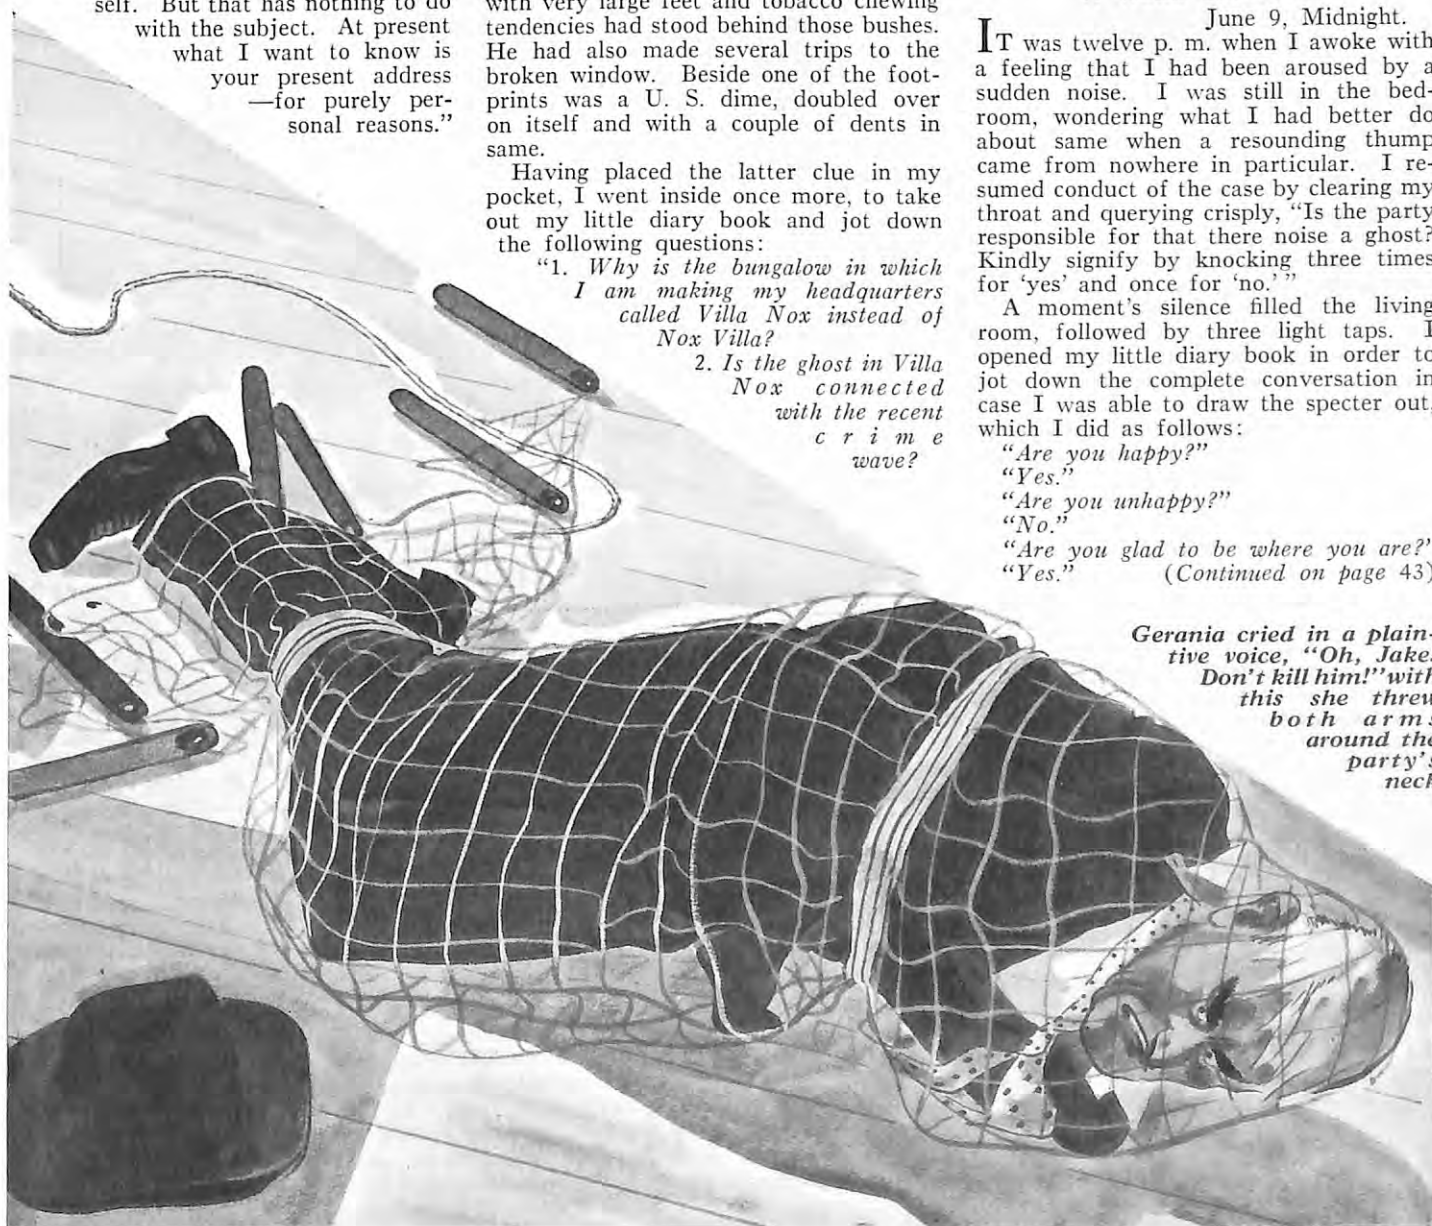 self. But that has nothing to do
with the subject. At present
what I want to know is
your present address
—for purely per-
sonal reasons."
with very large feet and tobacco chewing
tendencies had stood behind those bushes.
He had also made several trips to the
broken window. Beside one of the foot-
prints was a U. S. dime, doubled over
on itself and with a couple of dents in
same.
Having placed the latter clue in my
pocket, I went inside once more, to take
out my little diary book and jot down
the following questions:
"1. Why is the bungalow in which
I am making my headquarters
called Villa Nox instead of
Nox Villa?
2. Is the ghost in Villa
Nox connected
with the recent
crime
wave?
June 9, Midnight.
IT was twelve p. m. when I awoke with
a feeling that I had been aroused by a
sudden noise. I was still in the bed-
room, wondering what I had better do
about same when a resounding thump
came from nowhere in particular. I re-
sumed conduct of the case by clearing my
throat and querying crisply, "Is the party
responsible for that there noise a ghost?
Kindly signify by knocking three times
for 'yes' and once for 'no.' "
A moment's silence filled the living
room, followed by three light taps. I
opened my little diary book in order to
jot down the complete conversation in
case I was able to draw the specter out,
which I did as follows:
"Are you happy?"
"Yes."
"Are you unhappy?"
"No."
"Are you glad to be where you are?"
"Yes." (Continued on page 43)
Gerania cried in a plain-
tive voice, "Oh, Jake.
Don't kill him!" with
this she threw
both arms
around the
party's
neck